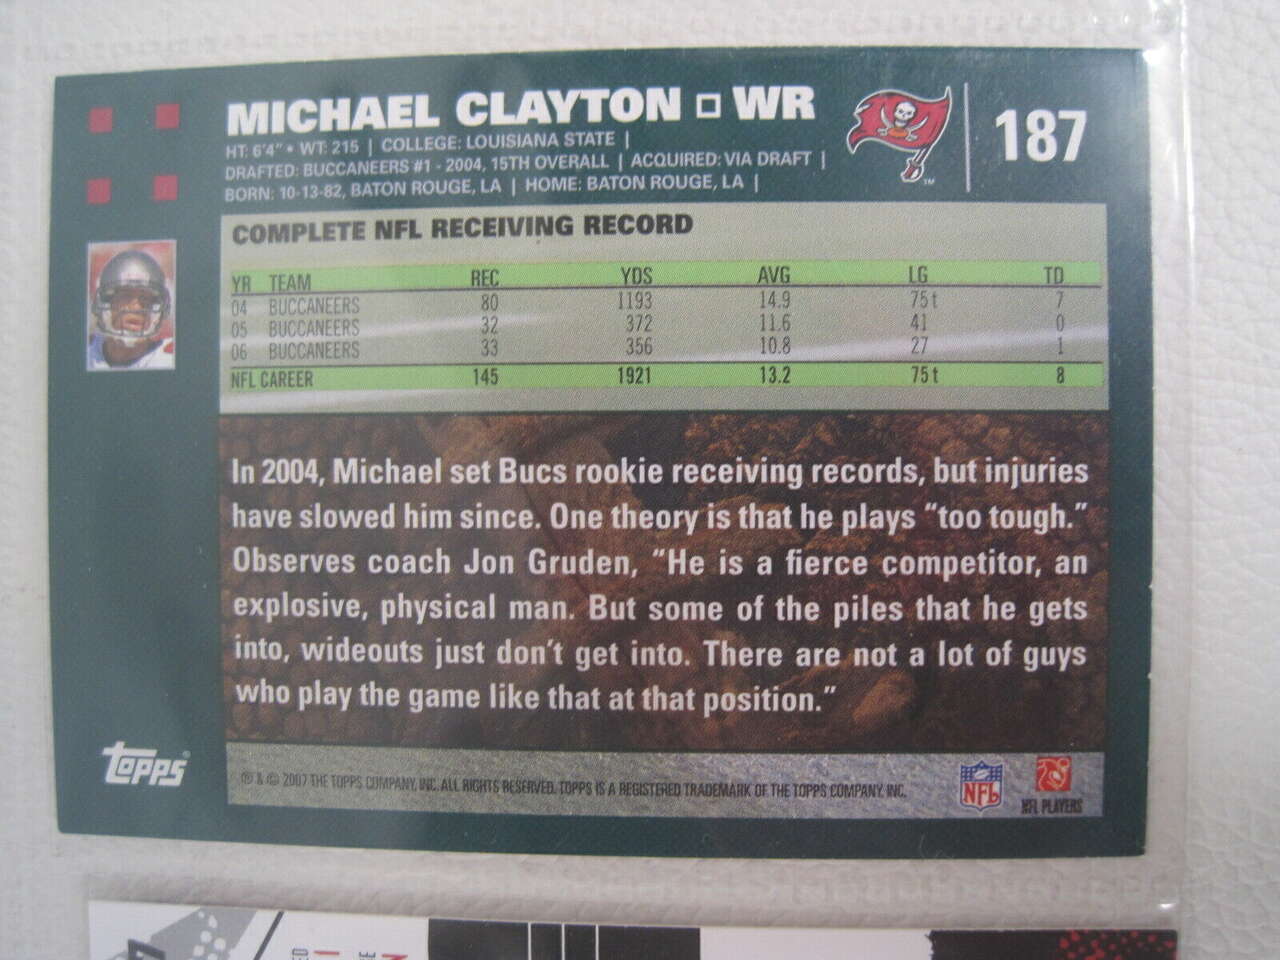 MICHAEL CLAYTON □ WR
187
HT: 6'4" • WT: 215 | COLLEGE: LOUISIANA STATE |
DRAFTED: BUCCANEERS #1 - 2004, 15TH OVERALL | ACQUIRED: VIA DRAFT |
BORN: 10-13-82, BATON ROUGE, LA | HOME: BATON ROUGE, LA |
COMPLETE NFL RECEIVING RECORD
YR TEAM REC YDS AVG LG TD
04 BUCCANEERS 80 1193 14.9 75t 7
05 BUCCANEERS 32 372 11.6 41 0
06 BUCCANEERS 33 356 10.8 27 1
NFL CAREER 145 1921 13.2 75t 8
In 2004, Michael set Bucs rookie receiving records, but injuries
have slowed him since. One theory is that he plays "too tough."
Observes coach Jon Gruden, "He is a fierce competitor, an
explosive, physical man. But some of the piles that he gets
into, wideouts just don't get into. There are not a lot of guys
who play the game like that at that position."
TOPPS®
® & © 2007 THE TOPPS COMPANY, INC. ALL RIGHTS RESERVED. TOPPS IS A REGISTERED TRADEMARK OF THE TOPPS COMPANY, INC.
NFL
NFL PLAYERS